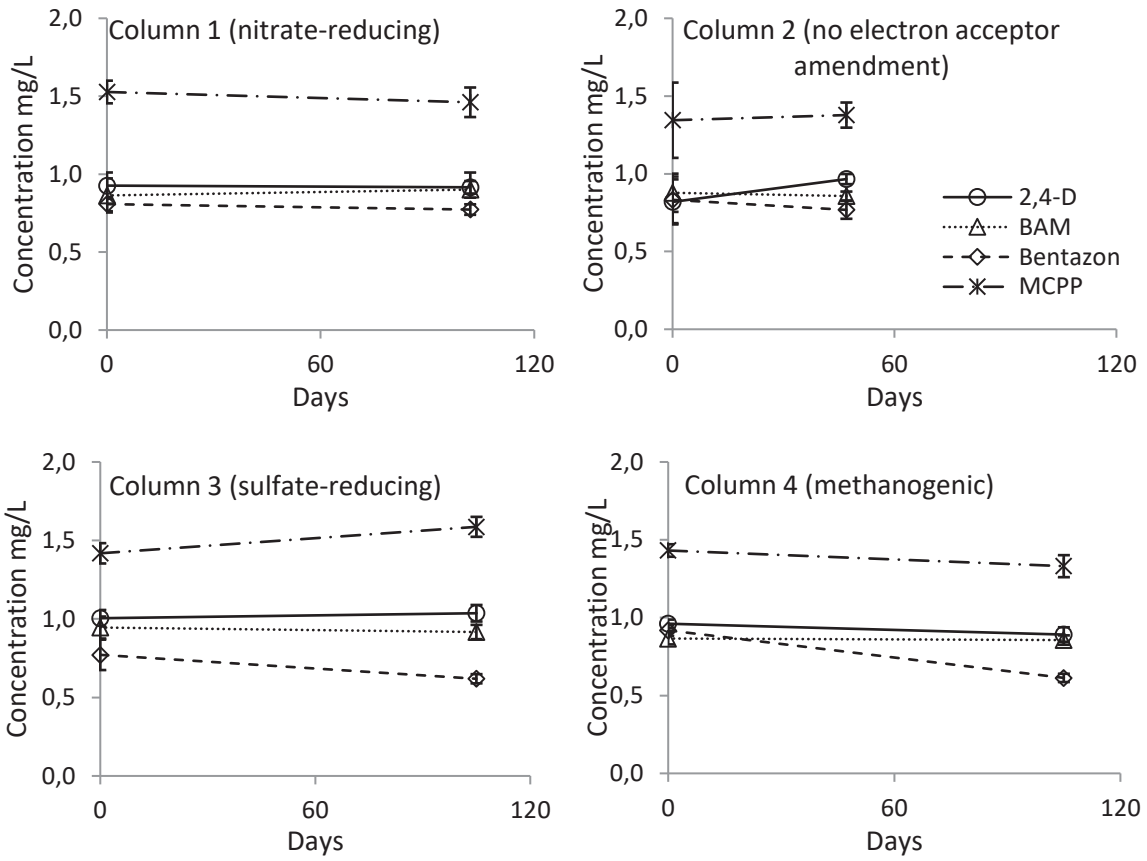 Column 1 (nitrate-reducing)
Concentration mg/L
2,0
1,5
1,0
0,5
0,0
0
60
120
Days
Column 2 (no electron acceptor
amendment)
Concentration mg/L
2,0
1,5
1,0
0,5
0,0
0
60
120
Days
2,4-D
BAM
Bentazon
MCPP
Column 3 (sulfate-reducing)
Concentration mg/L
2,0
1,5
1,0
0,5
0,0
0
60
120
Days
Column 4 (methanogenic)
Concentration mg/L
2,0
1,5
1,0
0,5
0,0
0
60
120
Days